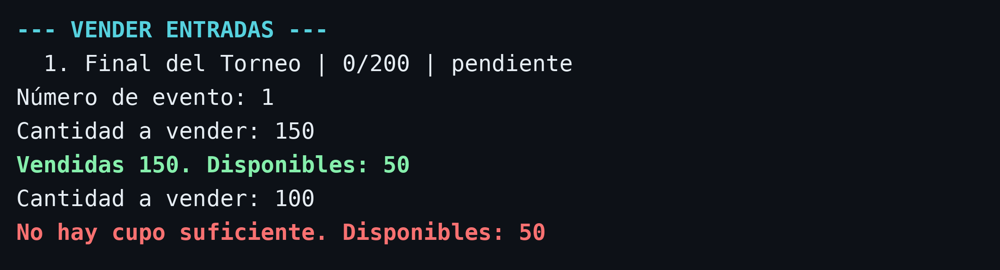 --- VENDER ENTRADAS ---
1. Final del Torneo | 0/200 | pendiente
Número de evento: 1
Cantidad a vender: 150
Vendidas 150. Disponibles: 50
Cantidad a vender: 100
No hay cupo suficiente. Disponibles: 50